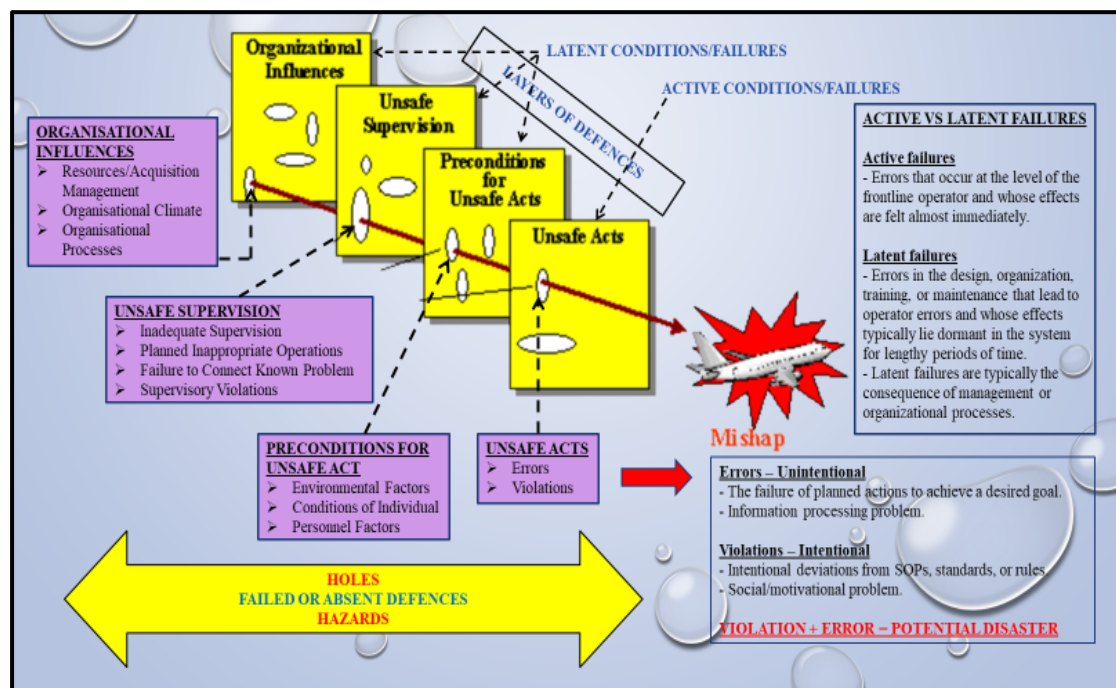 Organizational
Influences
LATENT CONDITIONS/FAILURES
LAYERS OF DEFENCES
ACTIVE CONDITIONS/FAILURES
Unsafe
Supervision
Preconditions
for
Unsafe Acts
Unsafe Acts
Mishap
ORGANISATIONAL
INFLUENCES
➢ Resources/Acquisition
Management
➢ Organisational Climate
➢ Organisational
Processes
UNSAFE SUPERVISION
➢ Inadequate Supervision
➢ Planned Inappropriate Operations
➢ Failure to Connect Known Problem
➢ Supervisory Violations
PRECONDITIONS FOR
UNSAFE ACT
➢ Environmental Factors
➢ Conditions of Individual
➢ Personnel Factors
UNSAFE ACTS
➢ Errors
➢ Violations
ACTIVE VS LATENT FAILURES
Active failures
- Errors that occur at the level of the
frontline operator and whose effects
are felt almost immediately.
Latent failures
- Errors in the design, organization,
training, or maintenance that lead to
operator errors and whose effects
typically lie dormant in the system
for lengthy periods of time.
- Latent failures are typically the
consequence of management or
organizational processes.
Errors – Unintentional
- The failure of planned actions to achieve a desired goal.
- Information processing problem.
Violations – Intentional
- Intentional deviations from SOPs, standards, or rules.
- Social/motivational problem.
VIOLATION + ERROR = POTENTIAL DISASTER
HOLES
FAILED OR ABSENT DEFENCES
HAZARDS